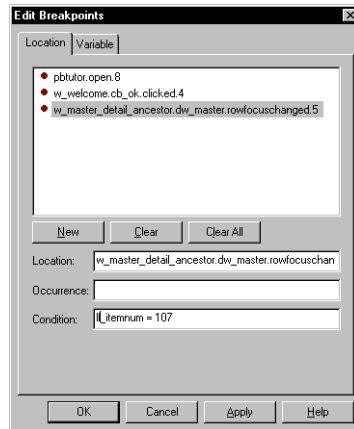 Edit Breakpoints
Location Variable
pbtutor.open.8
w_welcome.cb_ok.clicked.4
w_master_detail_ancestor.dw_master.rowfocuschanged.5
New Clear Clear All
Location: w_master_detail_ancestor.dw_master.rowfocuschan
Occurrence:
Condition: ll_itemnum = 107
OK Cancel Apply Help